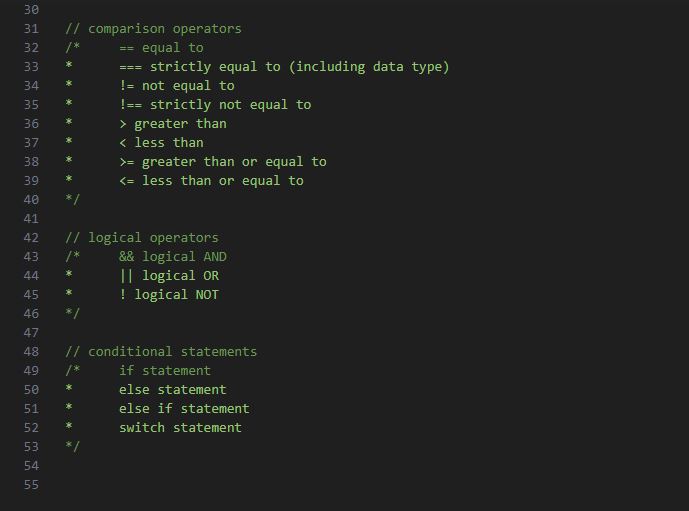 30
31 // comparison operators
32 /* == equal to
33 * === strictly equal to (including data type)
34 * != not equal to
35 * !== strictly not equal to
36 * > greater than
37 * < less than
38 * >= greater than or equal to
39 * <= less than or equal to
40 */
41
42 // logical operators
43 /* && logical AND
44 * || logical OR
45 * ! logical NOT
46 */
47
48 // conditional statements
49 /* if statement
50 * else statement
51 * else if statement
52 * switch statement
53 */
54
55